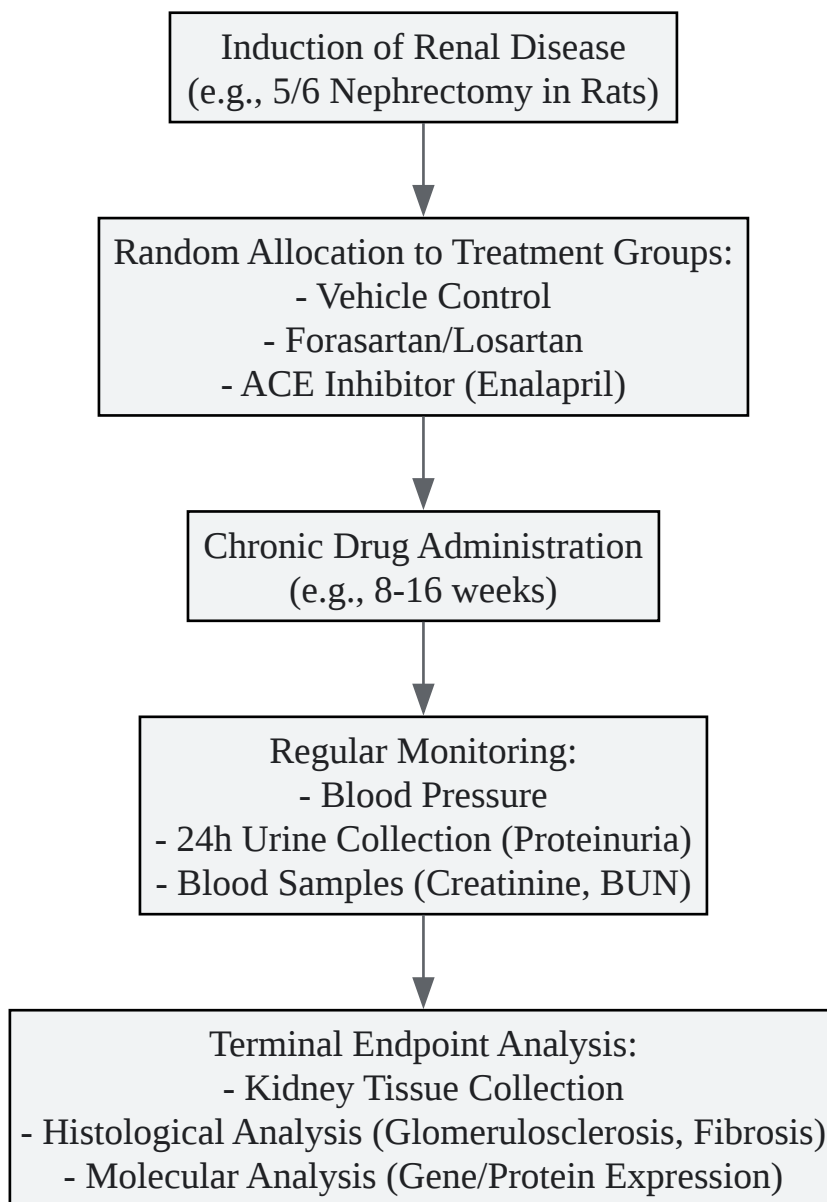 Induction of Renal Disease
(e.g., 5/6 Nephrectomy in Rats)
Random Allocation to Treatment Groups:
- Vehicle Control
- Forasartan/Losartan
- ACE Inhibitor (Enalapril)
Chronic Drug Administration
(e.g., 8-16 weeks)
Regular Monitoring:
- Blood Pressure
- 24h Urine Collection (Proteinuria)
- Blood Samples (Creatinine, BUN)
Terminal Endpoint Analysis:
- Kidney Tissue Collection
- Histological Analysis (Glomerulosclerosis, Fibrosis)
- Molecular Analysis (Gene/Protein Expression)